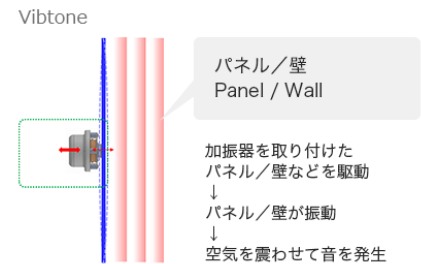 Vibtone
パネル／壁
Panel / Wall
加振器を取り付けた
パネル／壁などを駆動
↓
パネル／壁が振動
↓
空気を震わせて音を発生